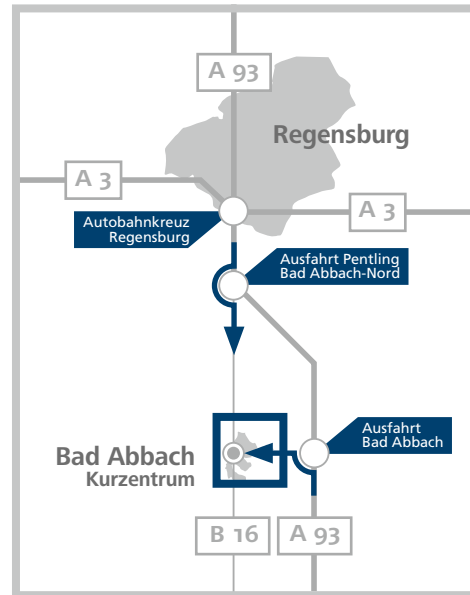 A 93
Regensburg
A 3
A 3
Autobahnkreuz
Regensburg
Ausfahrt Pentling
Bad Abbach-Nord
Ausfahrt
Bad Abbach
Bad Abbach
Kurzentrum
B 16
A 93